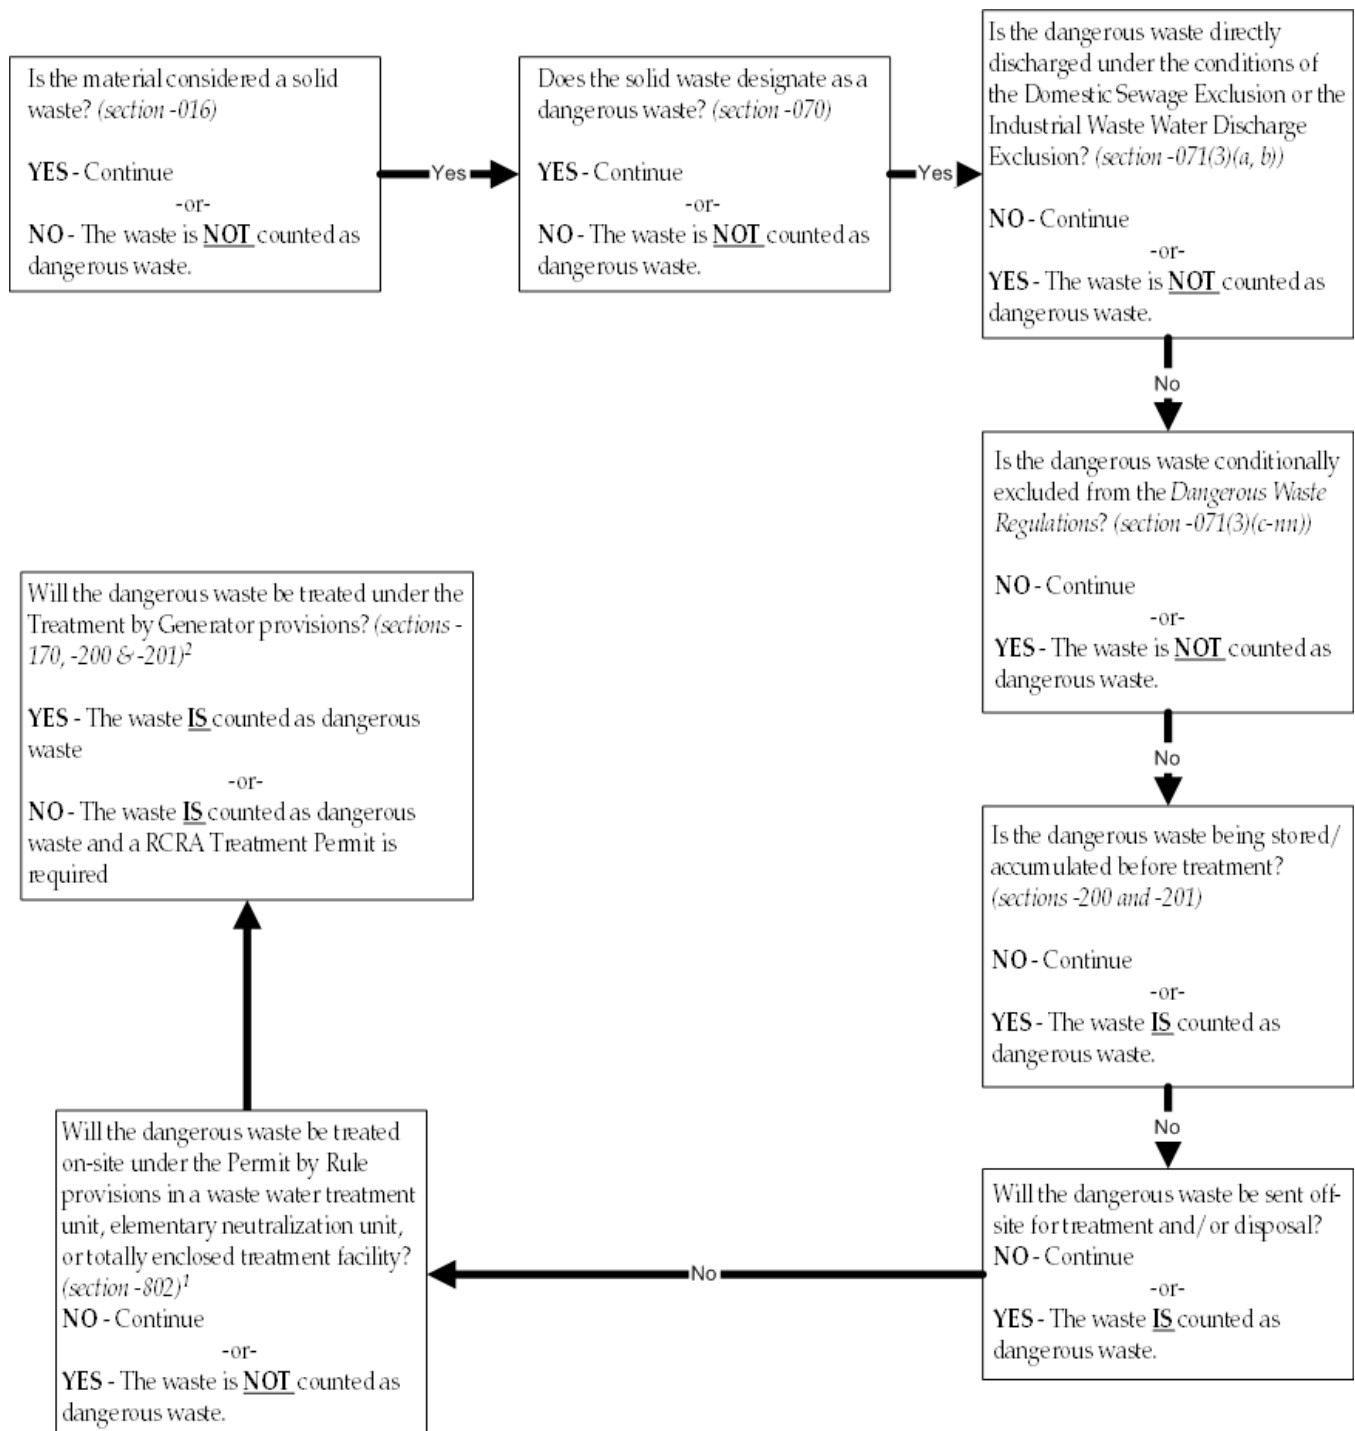 Is the material considered a solid
waste? (section -016)
YES - Continue
-or-
NO - The waste is NOT counted as
dangerous waste.
Yes
Does the solid waste designate as a
dangerous waste? (section -070)
YES - Continue
-or-
NO - The waste is NOT counted as
dangerous waste.
Yes
Is the dangerous waste directly
discharged under the conditions of
the Domestic Sewage Exclusion or the
Industrial Waste Water Discharge
Exclusion? (section -071(3)(a, b))
NO - Continue
-or-
YES - The waste is NOT counted as
dangerous waste.
No
Is the dangerous waste conditionally
excluded from the Dangerous Waste
Regulations? (section -071(3)(c-nn))
NO - Continue
-or-
YES - The waste is NOT counted as
dangerous waste.
No
Is the dangerous waste being stored/
accumulated before treatment?
(sections -200 and -201)
NO - Continue
-or-
YES - The waste IS counted as
dangerous waste.
No
Will the dangerous waste be sent off-
site for treatment and/or disposal?
NO - Continue
-or-
YES - The waste IS counted as
dangerous waste.
No
Will the dangerous waste be treated
on-site under the Permit by Rule
provisions in a waste water treatment
unit, elementary neutralization unit,
or totally enclosed treatment facility?
(section -802)1
NO - Continue
-or-
YES - The waste is NOT counted as
dangerous waste.
Will the dangerous waste be treated under the
Treatment by Generator provisions? (sections -
170, -200 & -201)2
YES - The waste IS counted as dangerous
waste
-or-
NO - The waste IS counted as dangerous
waste and a RCRA Treatment Permit is
required